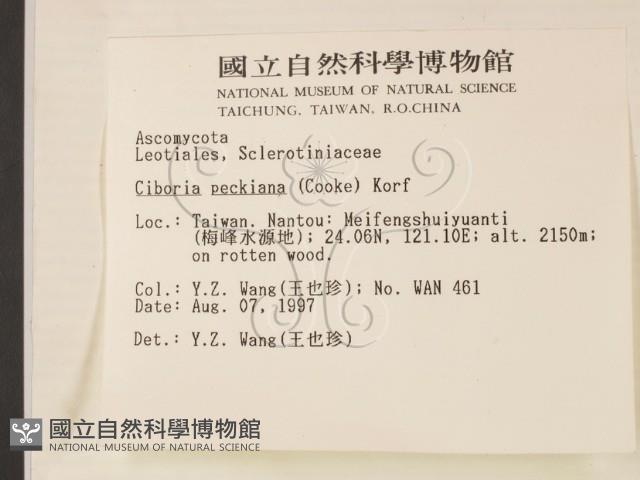 國立自然科學博物館
NATIONAL MUSEUM OF NATURAL SCIENCE
TAICHUNG, TAIWAN, R.O.CHINA
Ascomycota
Leotiales, Sclerotiniaceae
Ciboria peckiana (Cooke) Korf
Loc.: Taiwan. Nantou: Meifengshuiyuanti
(梅峰水源地); 24.06N, 121.10E; alt. 2150m;
on rotten wood.
Col.: Y.Z. Wang(王也珍); No. WAN 461
Date: Aug. 07, 1997
Det.: Y.Z. Wang(王也珍)
國立自然科學博物館
NATIONAL MUSEUM OF NATURAL SCIENCE